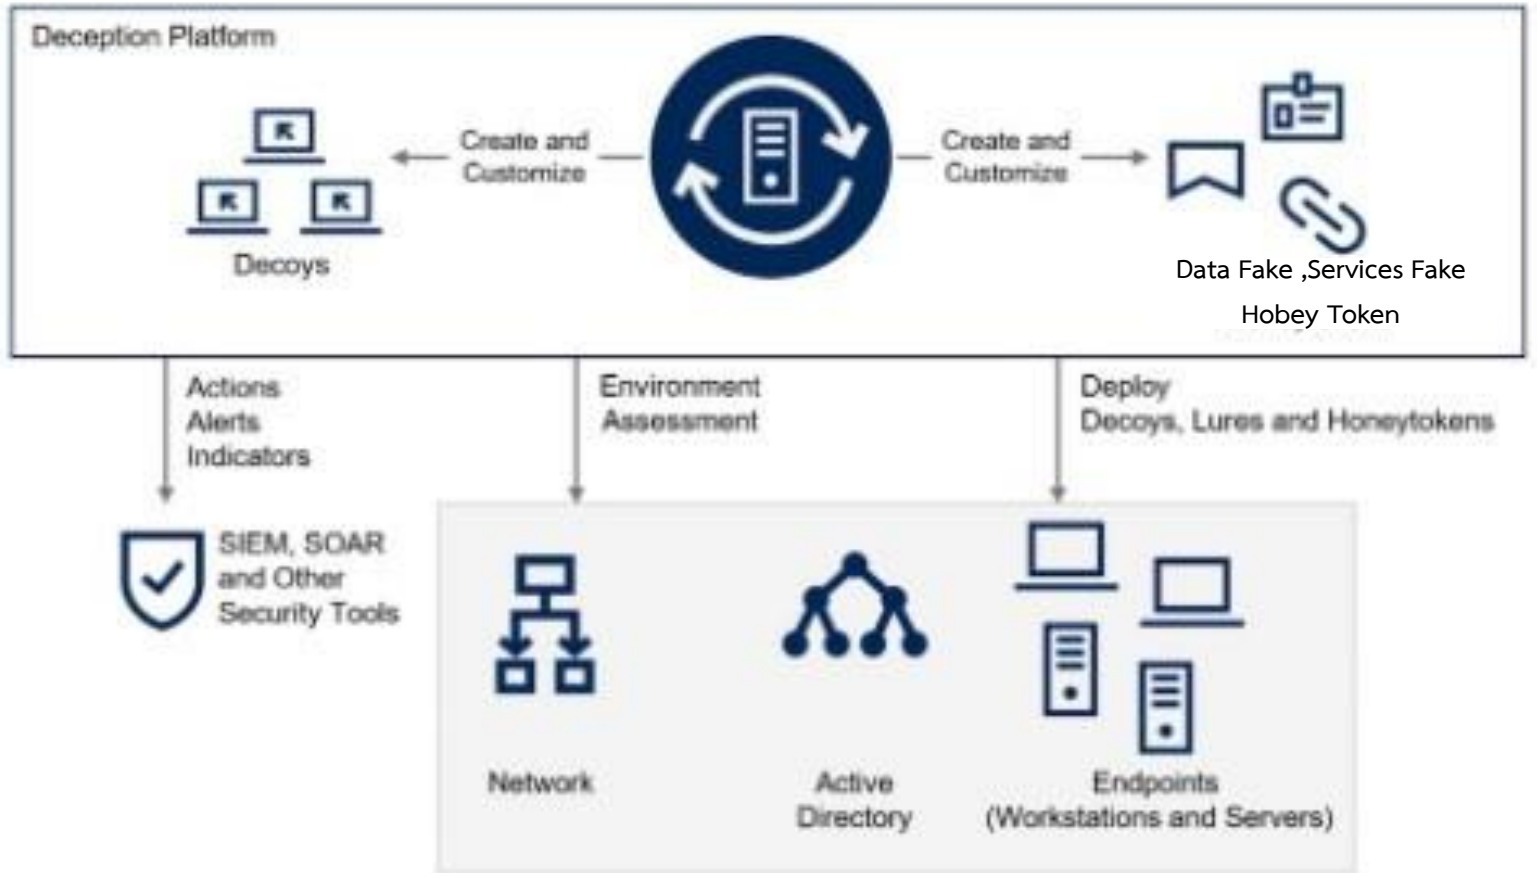 Deception Platform
Create and
Customize
Create and
Customize
Decoys
Data Fake ,Services Fake
Hobey Token
Actions
Alerts
Indicators
Environment
Assessment
Deploy
Decoys, Lures and Honeytokens
SIEM, SOAR
and Other
Security Tools
Network
Active
Directory
Endpoints
(Workstations and Servers)